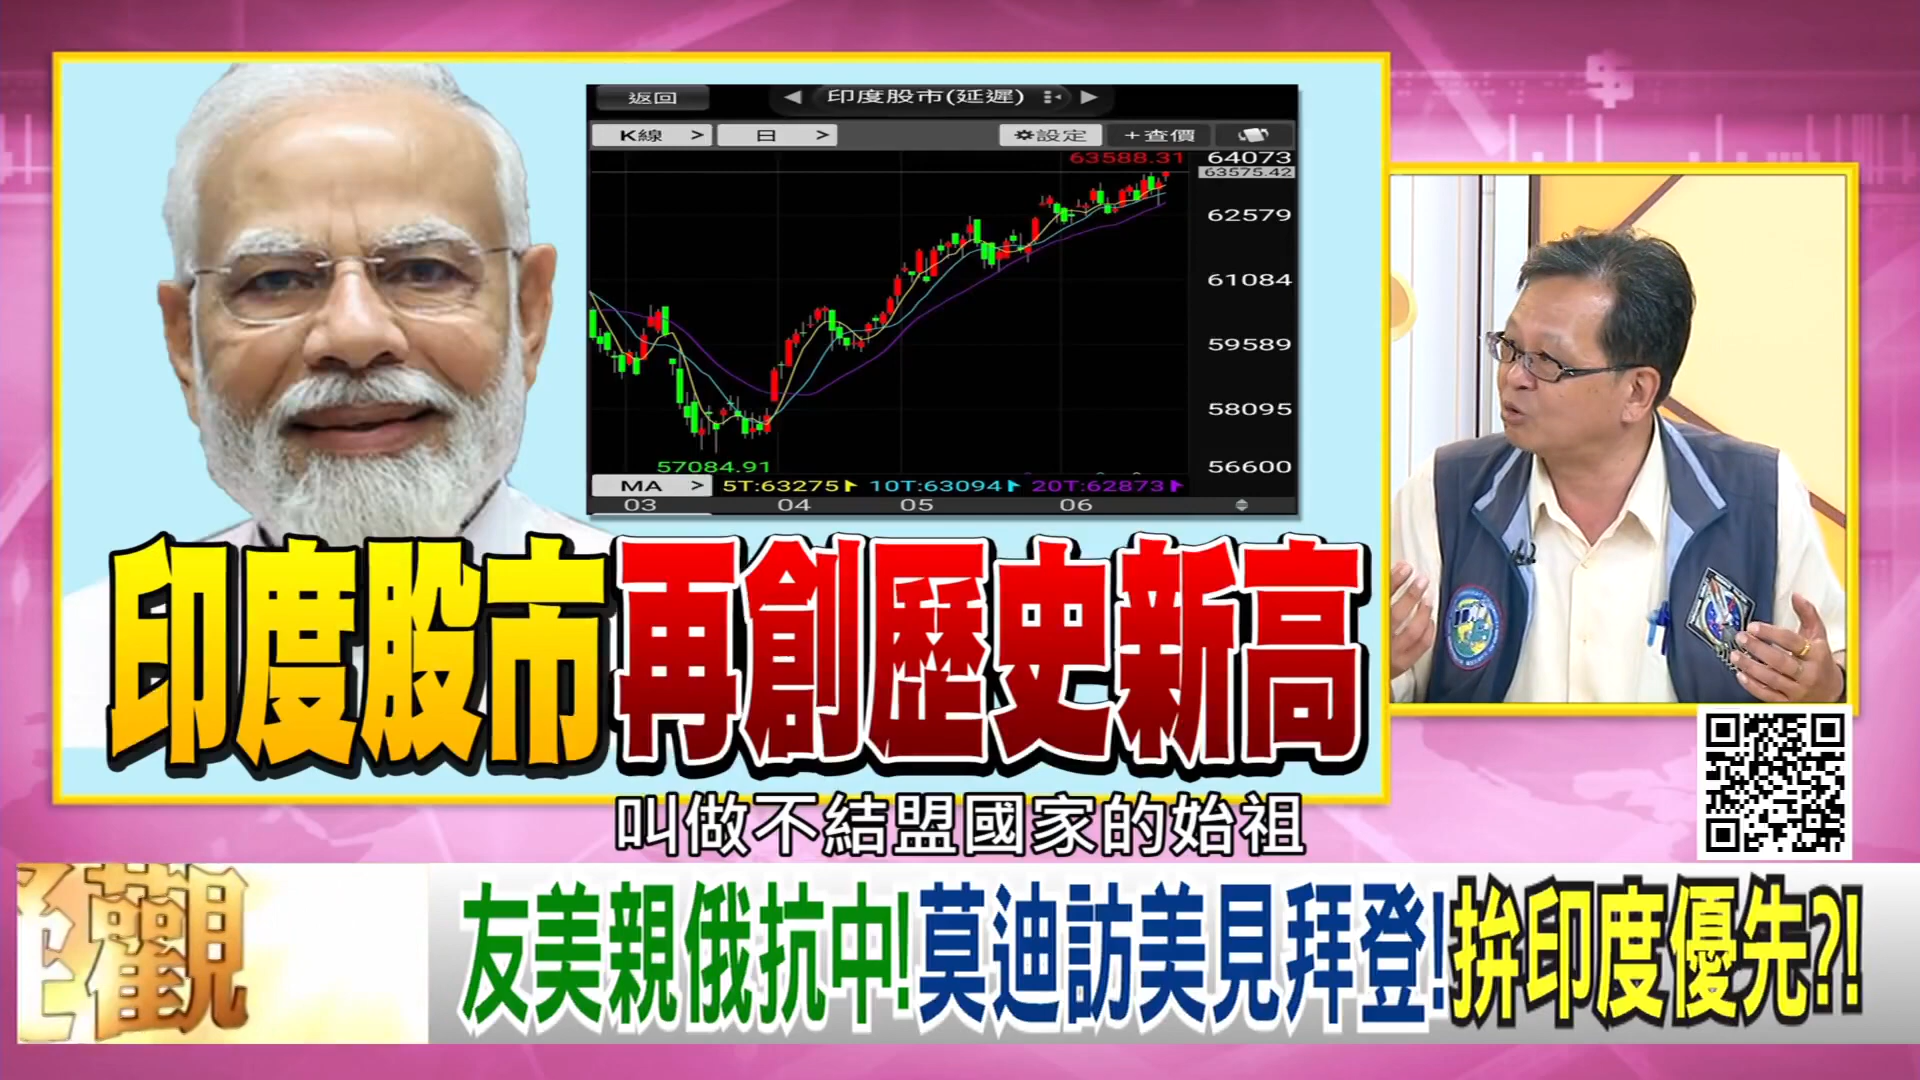 返回
印度股市(延遲)
K線 >
日 >
設定
+查價
63588.31
64073
63575.42
62579
61084
59589
58095
57084.91
56600
MA >
5T:63275
10T:63094
20T:62873
03
04
05
06
印度股市再創歷史新高
叫做不結盟國家的始祖
觀
友美親俄抗中!莫迪訪美見拜登!拚印度優先?!